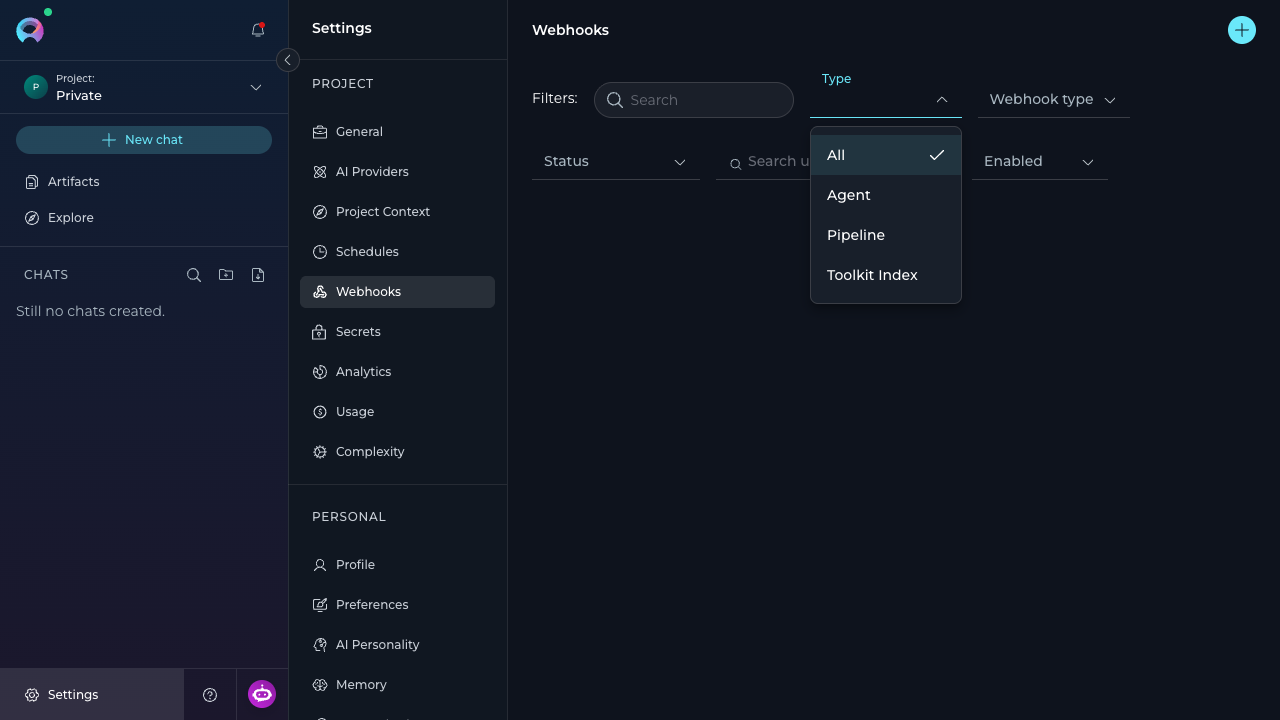 Project:
P
Private
New chat
Artifacts
Explore
CHATS
Still no chats created.
Settings
Settings
PROJECT
General
AI Providers
Project Context
Schedules
Webhooks
Secrets
Analytics
Usage
Complexity
PERSONAL
Profile
Preferences
AI Personality
Memory
Webhooks
Filters:
Search
Type
Webhook type
Status
Search u
Enabled
All
Agent
Pipeline
Toolkit Index